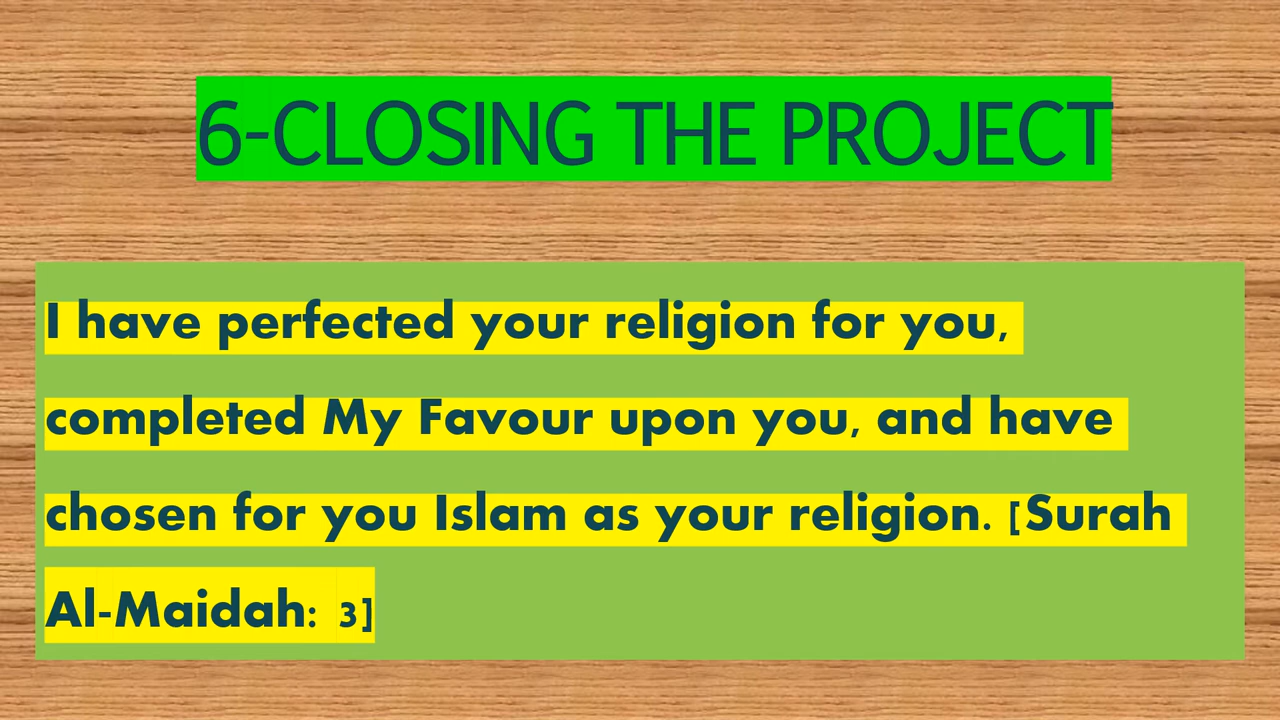 6-CLOSING THE PROJECT
I have perfected your religion for you,
completed My Favour upon you, and have
chosen for you Islam as your religion. [Surah
Al-Maidah: 3]